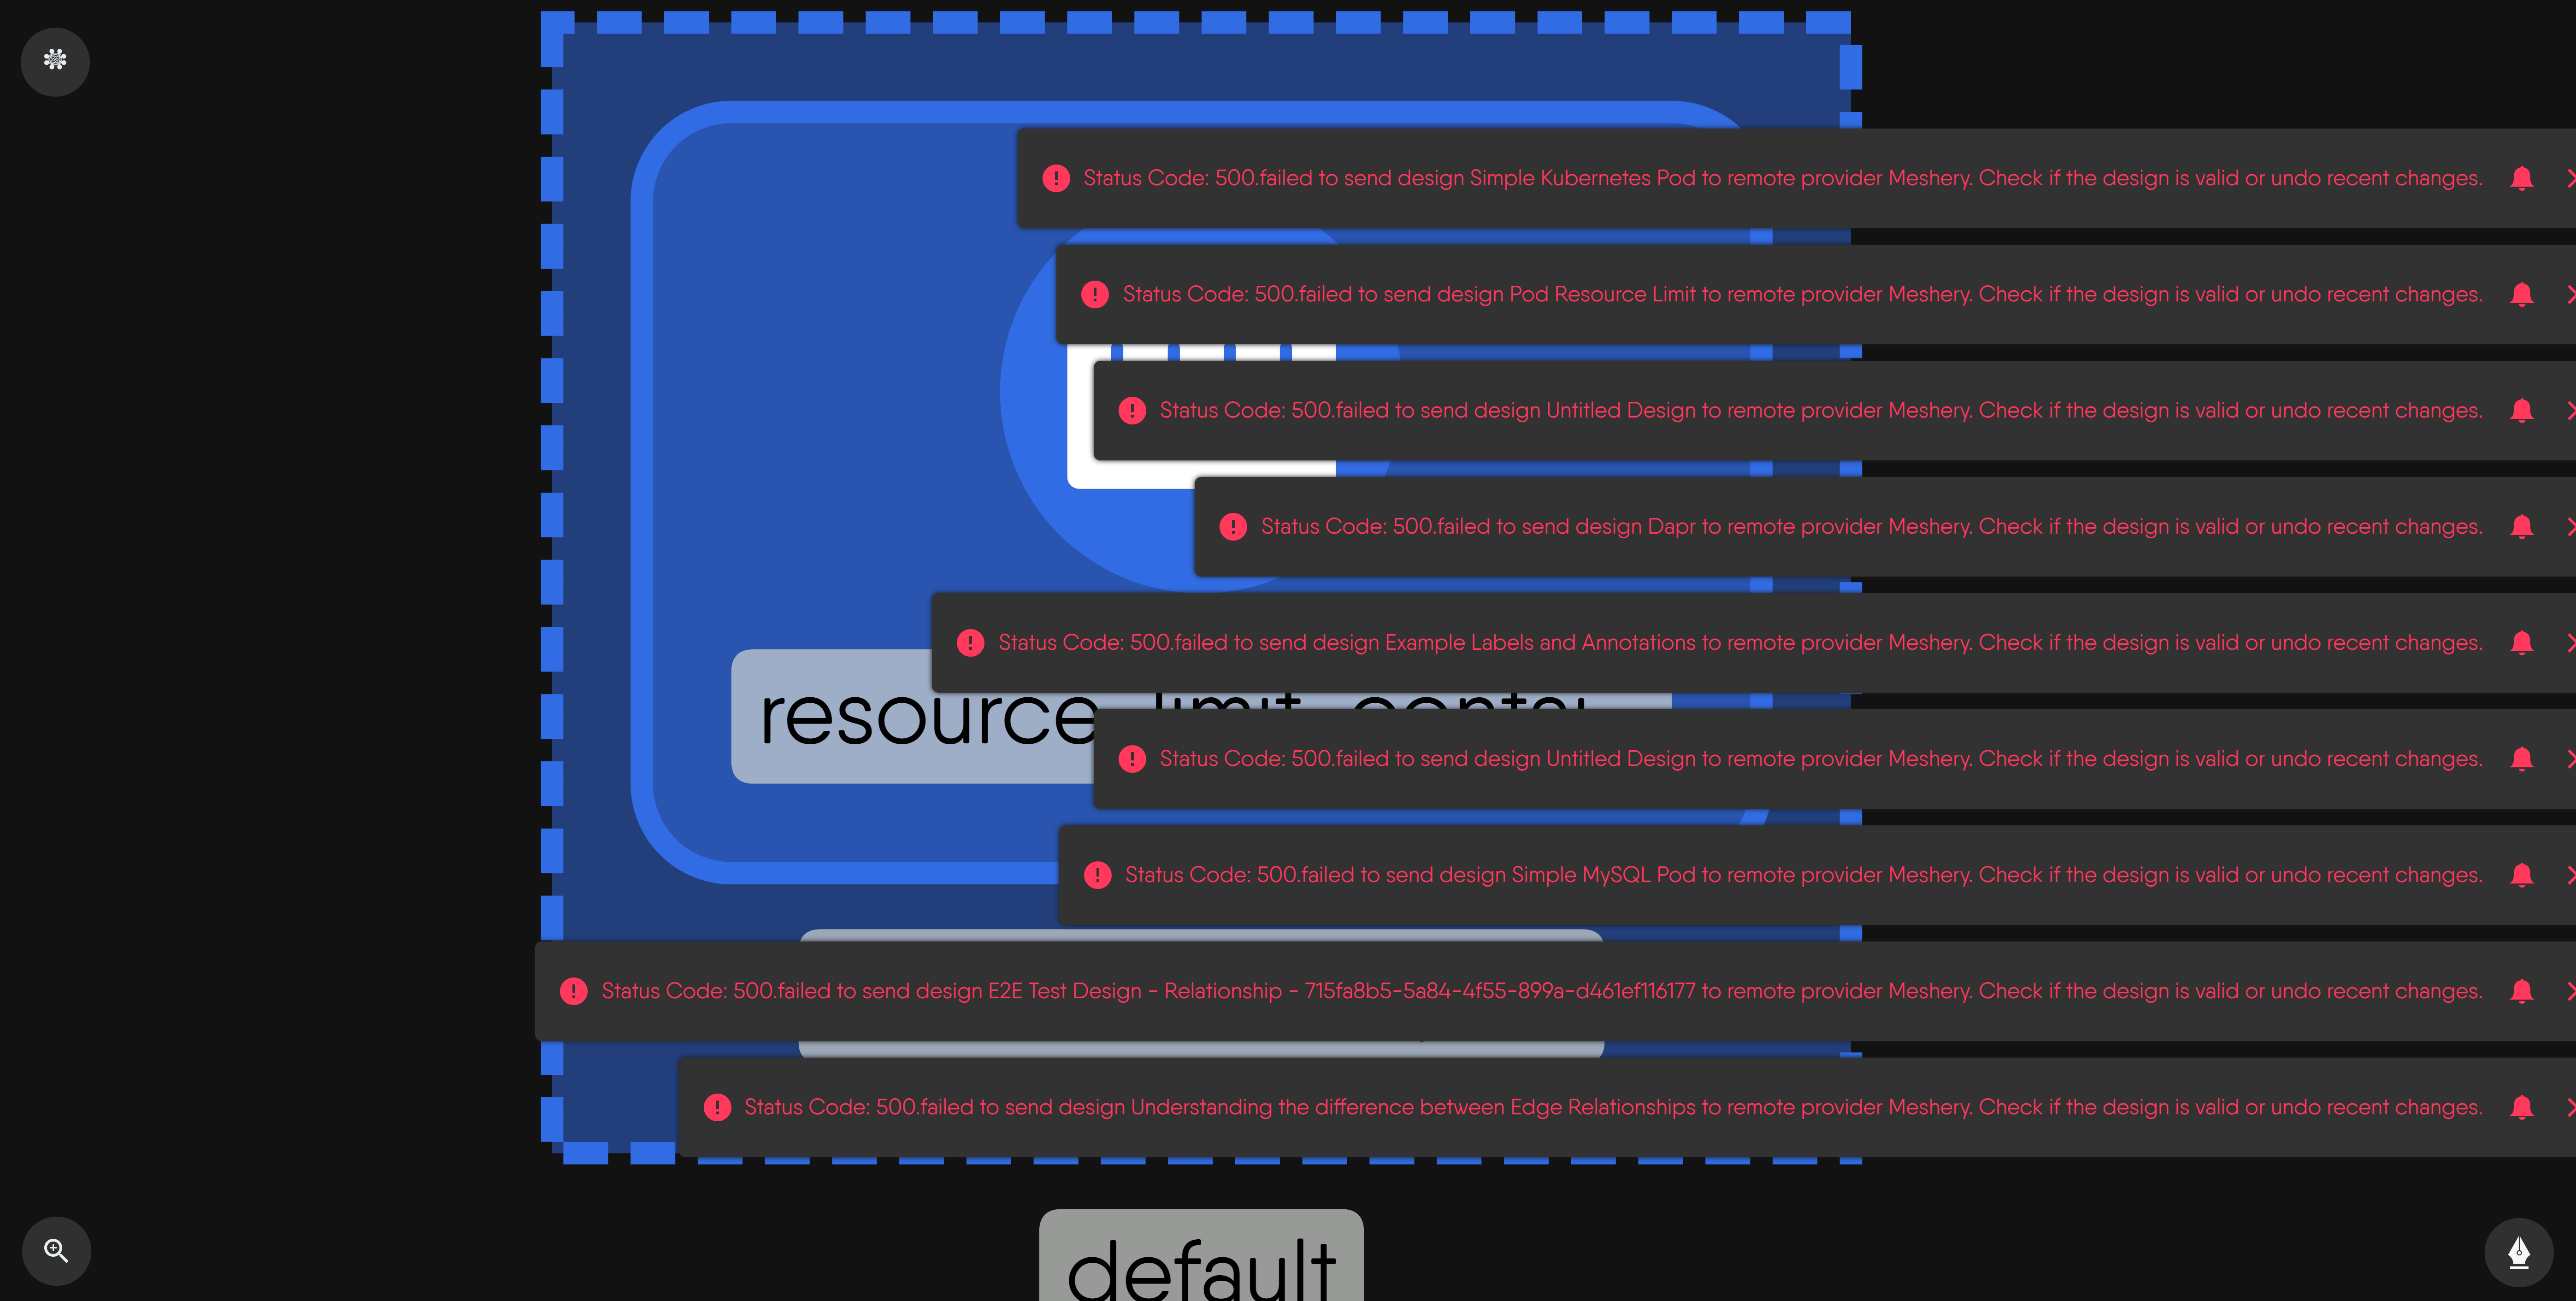 Status Code: 500.failed to send design Simple Kubernetes Pod to remote provider Meshery. Check if the design is valid or undo recent changes.
Status Code: 500.failed to send design Pod Resource Limit to remote provider Meshery. Check if the design is valid or undo recent changes.
Status Code: 500.failed to send design Untitled Design to remote provider Meshery. Check if the design is valid or undo recent changes.
Status Code: 500.failed to send design Dapr to remote provider Meshery. Check if the design is valid or undo recent changes.
Status Code: 500.failed to send design Example Labels and Annotations to remote provider Meshery. Check if the design is valid or undo recent changes.
resource
Status Code: 500.failed to send design Untitled Design to remote provider Meshery. Check if the design is valid or undo recent changes.
Status Code: 500.failed to send design Simple MySQL Pod to remote provider Meshery. Check if the design is valid or undo recent changes.
Status Code: 500.failed to send design E2E Test Design - Relationship - 715fa8b5-5a84-4f55-899a-d461ef116177 to remote provider Meshery. Check if the design is valid or undo recent changes.
Status Code: 500.failed to send design Understanding the difference between Edge Relationships to remote provider Meshery. Check if the design is valid or undo recent changes.
default